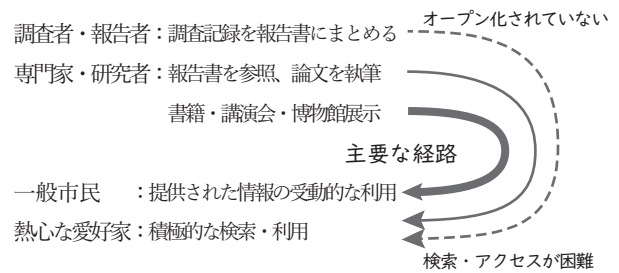 オープン化されていない
調査者・報告者：調査記録を報告書にまとめる
専門家・研究者：報告書を参照、論文を執筆
書籍・講演会・博物館展示
主要な経路
一般市民　：提供された情報の受動的な利用
熱心な愛好家：積極的な検索・利用
検索・アクセスが困難